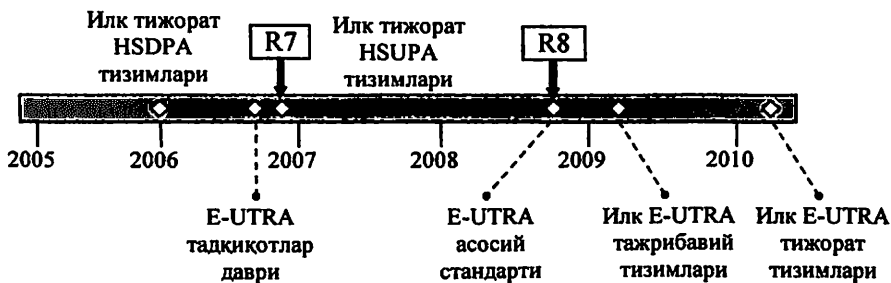 Илк тижорат
HSDPA
тизимлари
R7
Илк тижорат
HSUPA
тизимлари
R8
2005
2006
2007
2008
2009
2010
E-UTRA
тадкиқотлар
даври
E-UTRA
асосий
стандарти
Илк E-UTRA
тажрибавий
тизимлари
Илк E-UTRA
тижорат
тизимлари